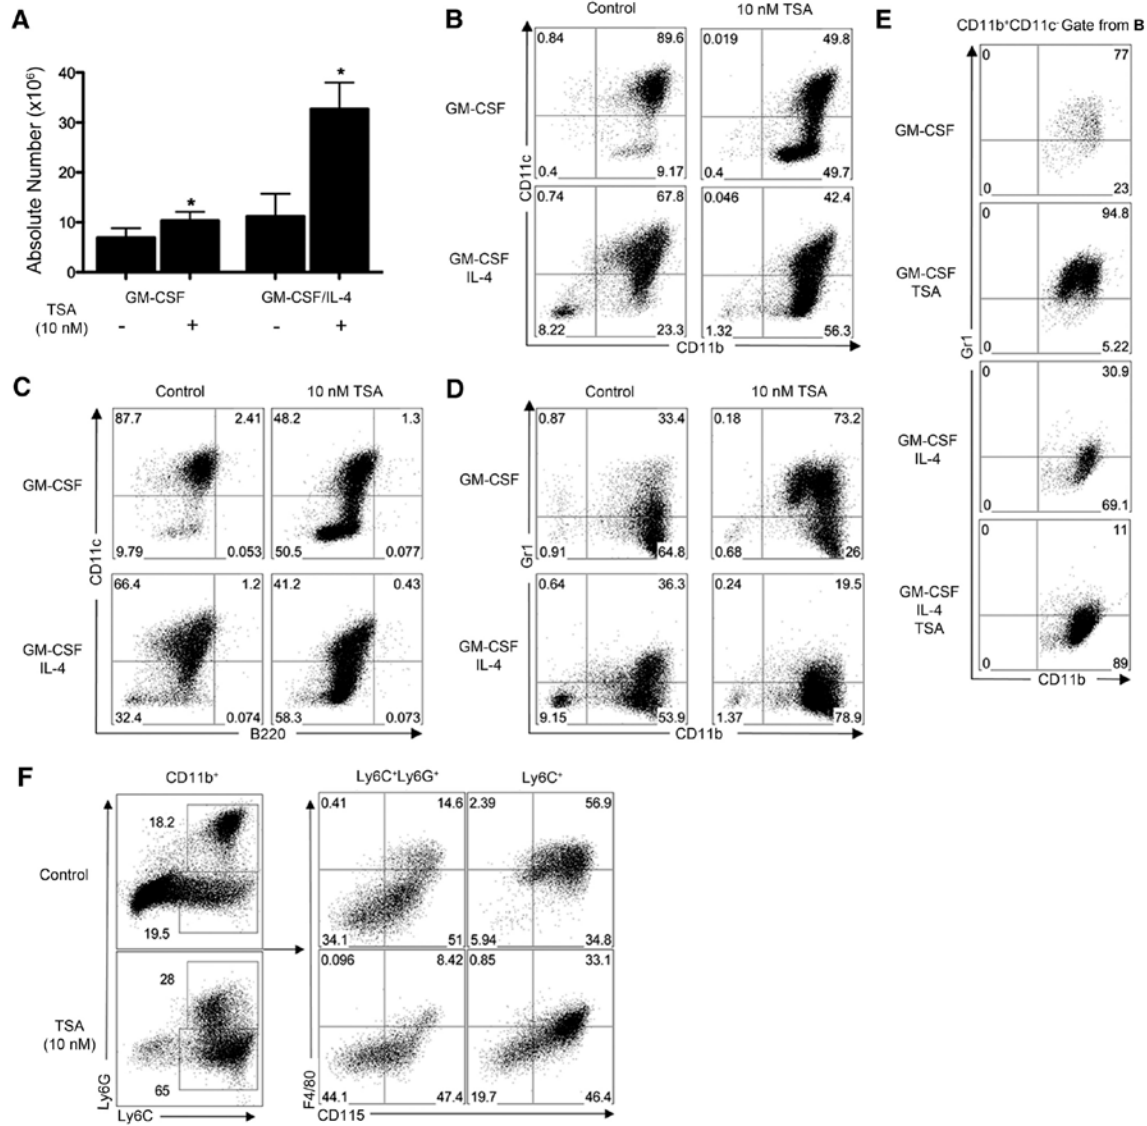 A
Absolute Number (x10⁶)
40
30
20
10
0
GM-CSF
GM-CSF/IL-4
TSA
(10 nM)
- + - +
* *
B
Control
10 nM TSA
GM-CSF
0.84 89.6
0.4 9.17
0.019 49.8
0.4 49.7
GM-CSF
IL-4
0.74 67.8
8.22 23.3
0.046 42.4
1.32 56.3
CD11c
CD11b
C
Control
10 nM TSA
GM-CSF
87.7 2.41
9.79 0.053
48.2 1.3
50.5 0.077
GM-CSF
IL-4
66.4 1.2
32.4 0.074
41.2 0.43
58.3 0.073
CD11c
B220
D
Control
10 nM TSA
GM-CSF
0.87 33.4
0.91 64.8
0.18 73.2
0.68 26
GM-CSF
IL-4
0.64 36.3
9.15 53.9
0.24 19.5
1.37 78.9
Gr1
CD11b
E
CD11b⁺CD11c⁻Gate from B
GM-CSF
0 77
0 23
GM-CSF
TSA
0 94.8
0 5.22
GM-CSF
IL-4
0 30.9
0 69.1
GM-CSF
IL-4
TSA
0 11
0 89
Gr1
CD11b
F
CD11b⁺
Ly6C⁺Ly6G⁺
Ly6C⁺
Control
18.2
19.5
0.41 14.6
34.1 51
2.39 56.9
5.94 34.8
TSA
(10 nM)
28
65
0.096 8.42
44.1 47.4
0.85 33.1
19.7 46.4
Ly6G
Ly6C
F4/80
CD115